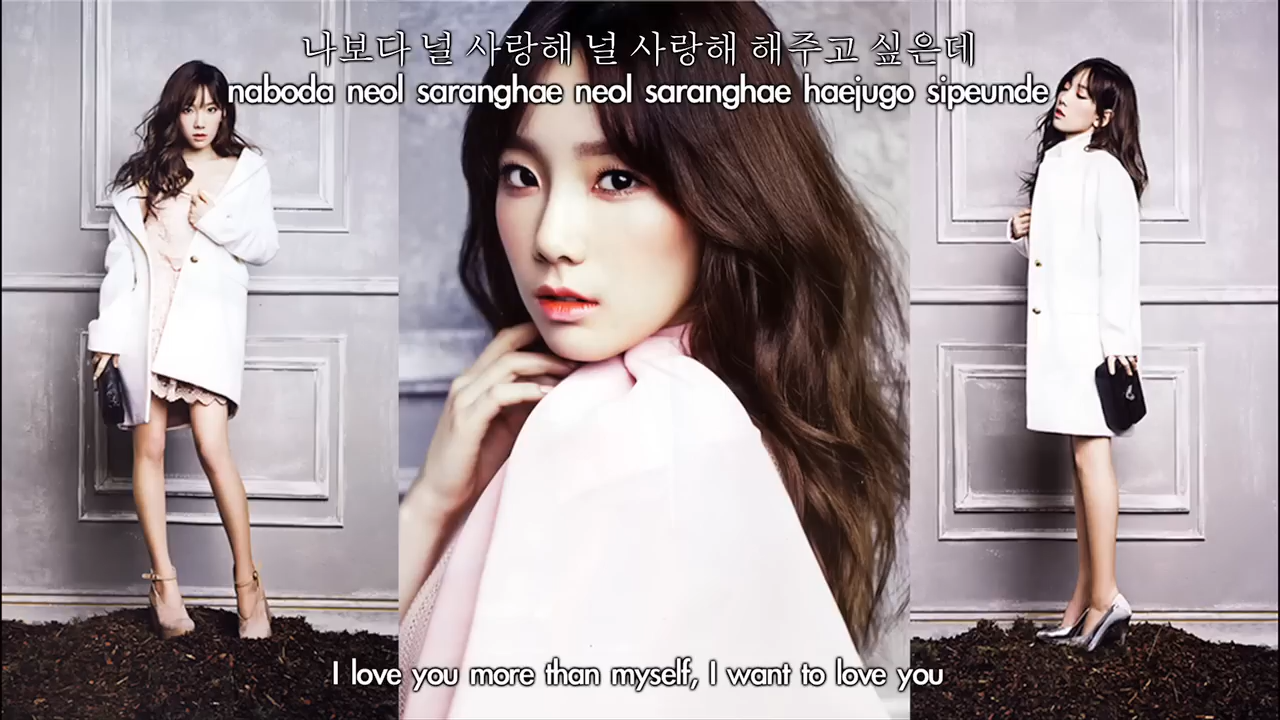 나보다 널 사랑해 널 사랑해 해주고 싶은데
naboda neol saranghae neol saranghae haejugo sipeunde
I love you more than myself, I want to love you